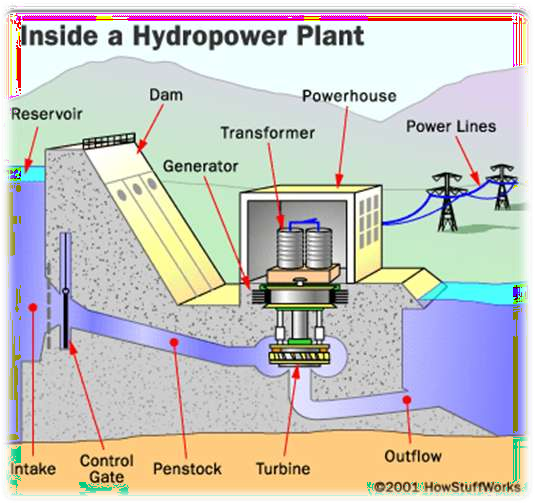 Inside a Hydropower Plant
Dam
Powerhouse
Reservoir
Transformer
Power Lines
Generator
Intake
Control
Gate
Penstock
Turbine
Outflow
©2001 HowStuffWorks